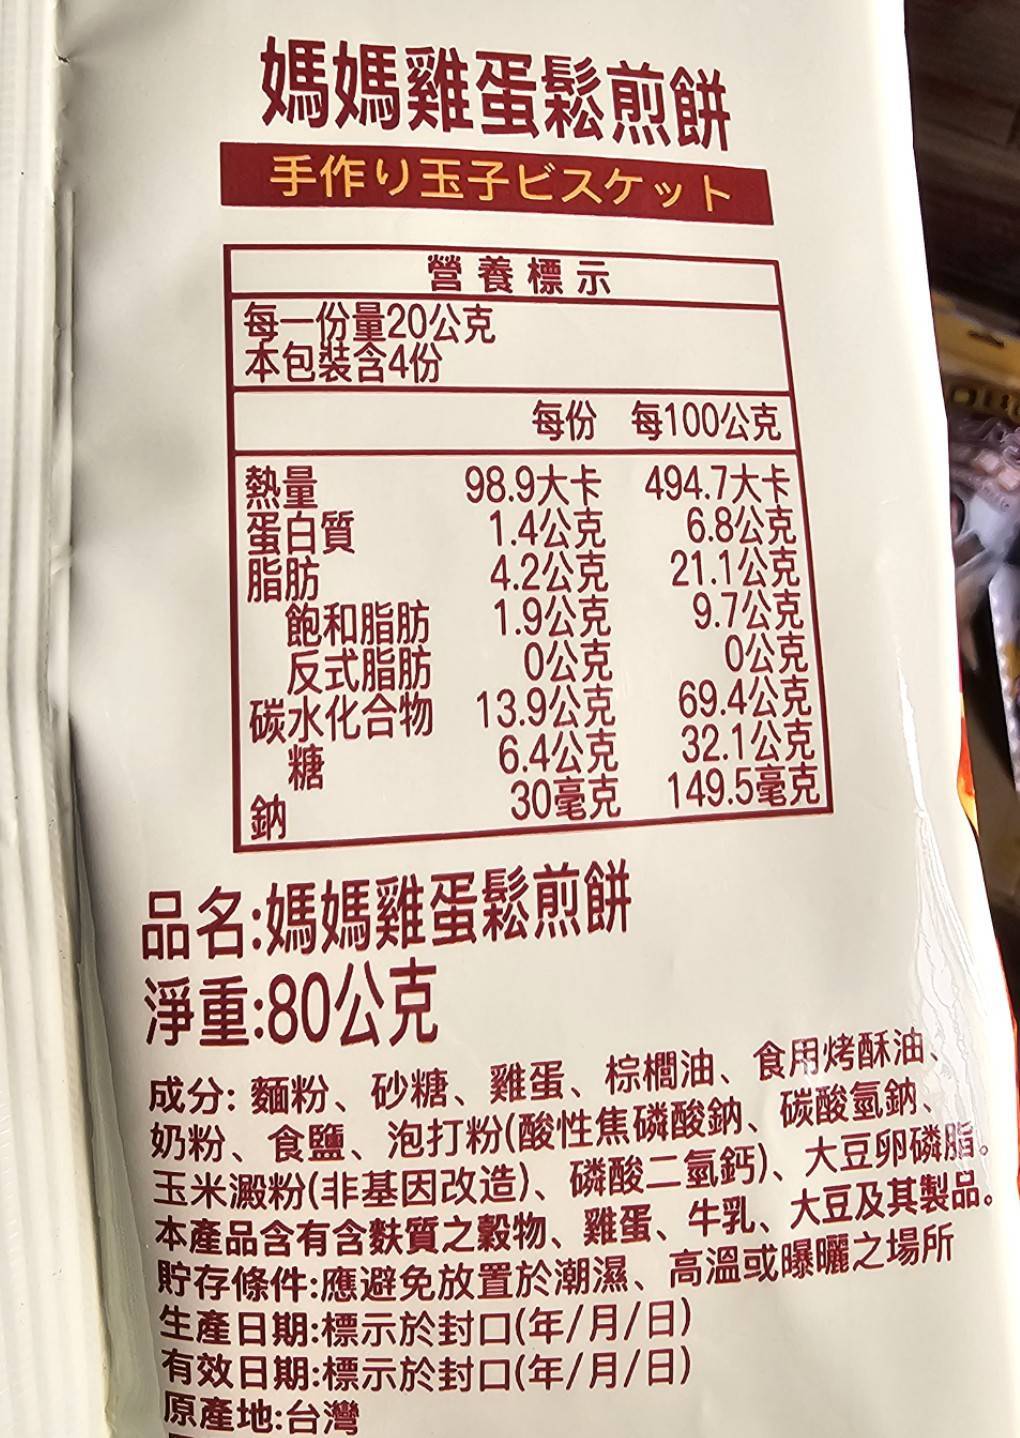 媽媽雞蛋鬆煎餅
手作り玉子ビスケット
營養標示
每一份量20公克
本包裝含4份
每份 每100公克
熱量 98.9大卡 494.7大卡
蛋白質 1.4公克 6.8公克
脂肪 4.2公克 21.1公克
飽和脂肪 1.9公克 9.7公克
反式脂肪 0公克 0公克
碳水化合物 13.9公克 69.4公克
糖 6.4公克 32.1公克
鈉 30毫克 149.5毫克
品名:媽媽雞蛋鬆煎餅
淨重:80公克
成分: 麵粉、砂糖、雞蛋、棕櫚油、食用烤酥油、
奶粉、食鹽、泡打粉(酸性焦磷酸鈉、碳酸氫鈉、
玉米澱粉(非基因改造)、磷酸二氫鈣)、大豆卵磷脂。
本產品含有含麩質之穀物、雞蛋、牛乳、大豆及其製品。
貯存條件:應避免放置於潮濕、高溫或曝曬之場所
生產日期:標示於封口(年/月/日)
有效日期:標示於封口(年/月/日)
原產地:台灣